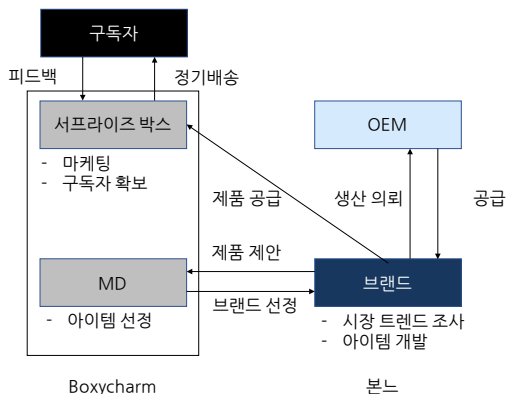 구독자
피드백
정기배송
서프라이즈 박스
- 마케팅
- 구독자 확보
OEM
제품 공급
생산 의뢰
공급
제품 제안
MD
브랜드
브랜드 선정
- 아이템 선정
- 시장 트렌드 조사
- 아이템 개발
Boxycharm
본느